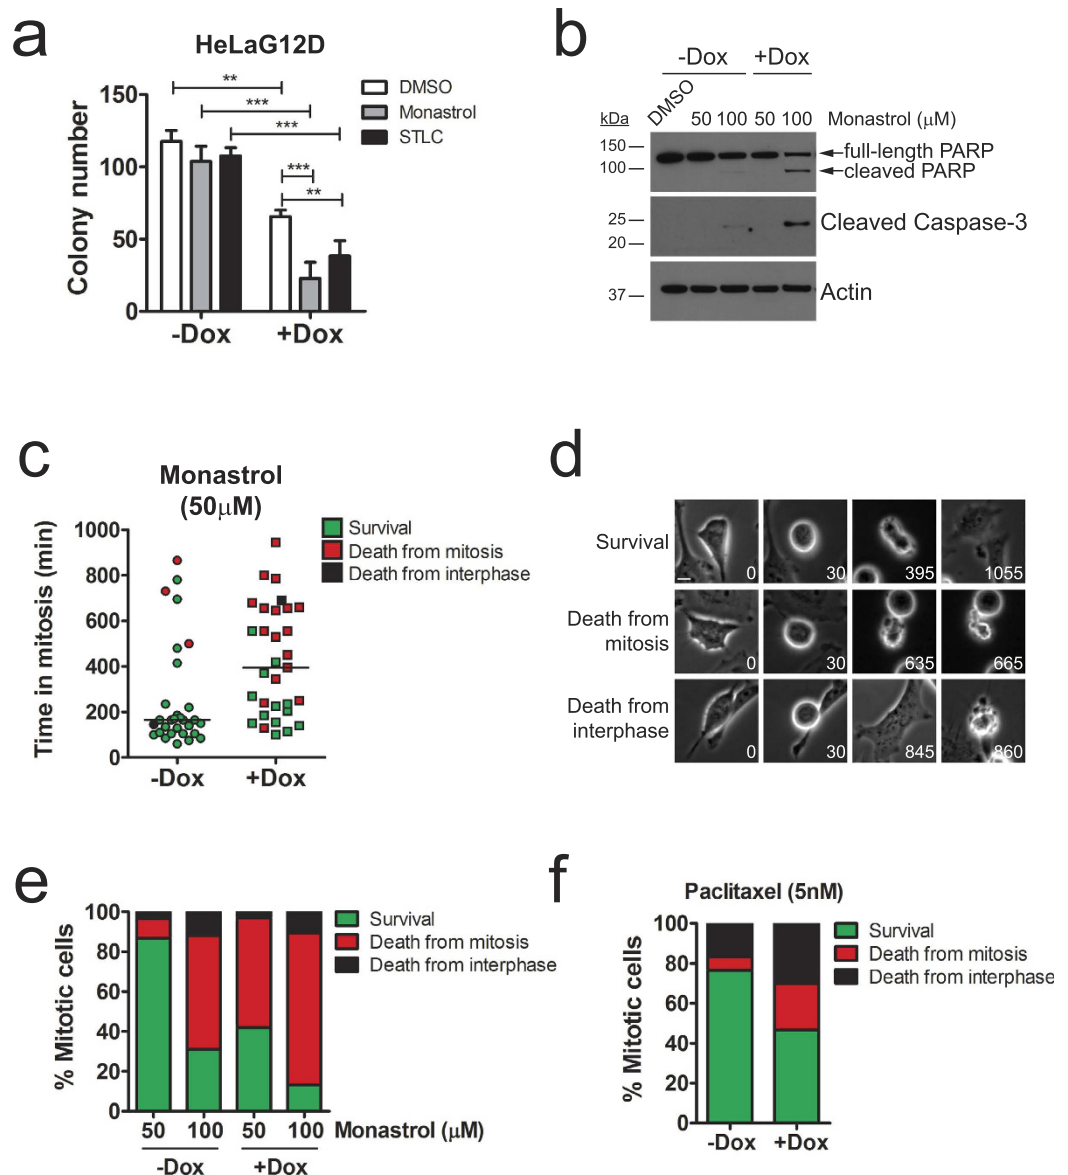 a
HeLaG12D
** 
***
***
***
**
DMSO
Monastrol
STLC
Colony number
150
100
50
0
-Dox +Dox
b
-Dox +Dox
DMSO
kDa 50 100 50 100 Monastrol (μM)
150
100
full-length PARP
cleaved PARP
25
20
Cleaved Caspase-3
37
Actin
c
Monastrol
(50μM)
Survival
Death from mitosis
Death from interphase
Time in mitosis (min)
1000
800
600
400
200
0
-Dox +Dox
d
Survival
0 30 395 1055
Death from
mitosis
0 30 635 665
Death from
interphase
0 30 845 860
e
Survival
Death from mitosis
Death from interphase
% Mitotic cells
100
80
60
40
20
0
50 100 50 100 Monastrol (μM)
-Dox +Dox
f
Paclitaxel (5nM)
Survival
Death from mitosis
Death from interphase
% Mitotic cells
100
80
60
40
20
0
-Dox +Dox